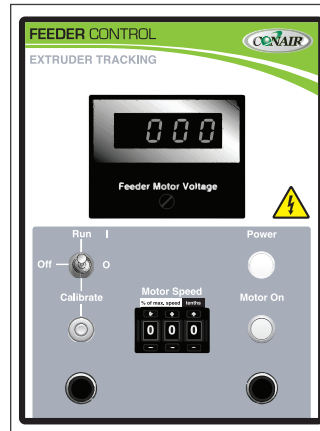 FEEDER CONTROL
CONAIR
EXTRUDER TRACKING
000
Feeder Motor Voltage
Run I
Power
Off O
Calibrate
Motor Speed
Motor On
% of max. speed tenths
+ + +
0 0 0
− − −